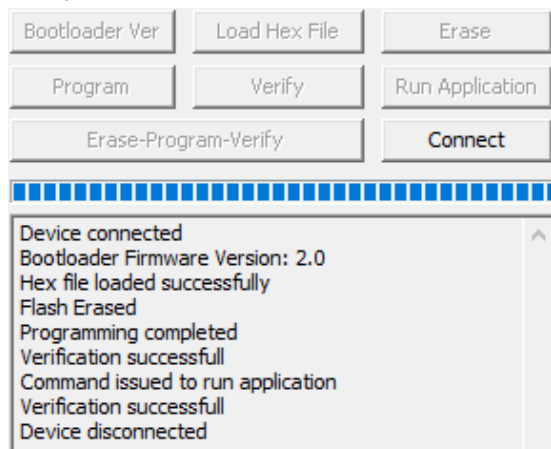 Bootloader Ver Load Hex File Erase
Program Verify Run Application
Erase-Program-Verify Connect
Device connected
Bootloader Firmware Version: 2.0
Hex file loaded successfully
Flash Erased
Programming completed
Verification successfull
Command issued to run application
Verification successfull
Device disconnected